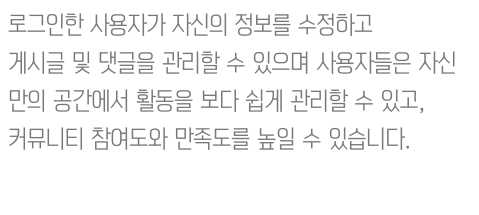 로그인한 사용자가 자신의 정보를 수정하고
게시글 및 댓글을 관리할 수 있으며 사용자들은 자신
만의 공간에서 활동을 보다 쉽게 관리할 수 있고,
커뮤니티 참여도와 만족도를 높일 수 있습니다.